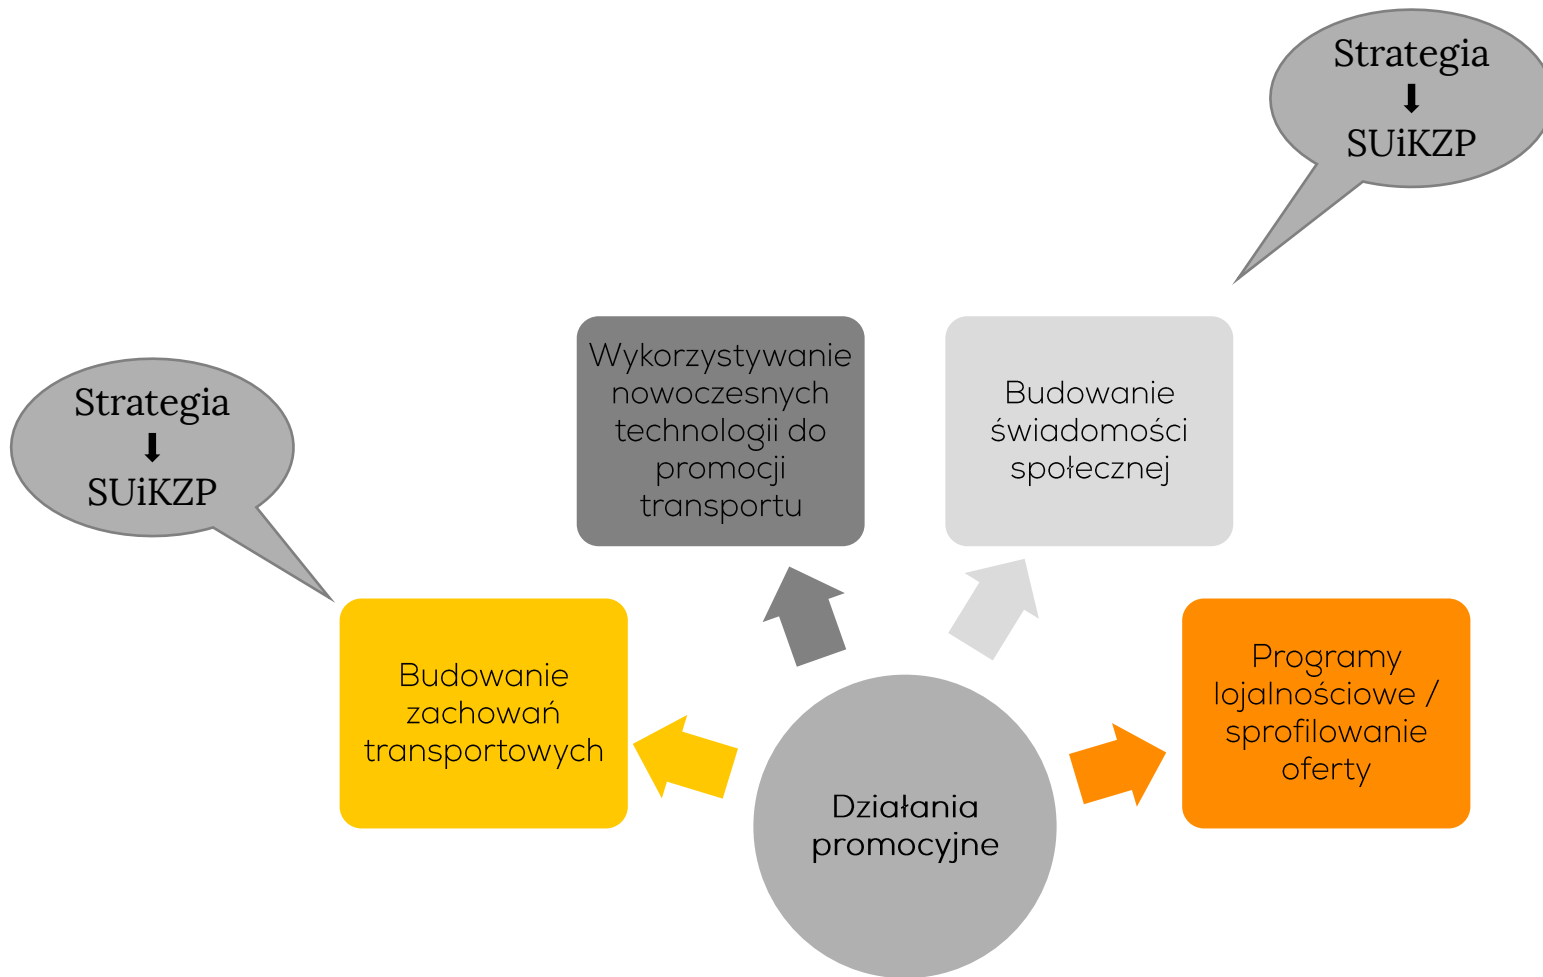 Strategia
⬇
SUiKZP
Wykorzystywanie
nowoczesnych
technologii do
promocji
transportu
Budowanie
świadomości
społecznej
Strategia
⬇
SUiKZP
Budowanie
zachowań
transportowych
Programy
lojalnościowe /
sprofilowanie
oferty
Działania
promocyjne